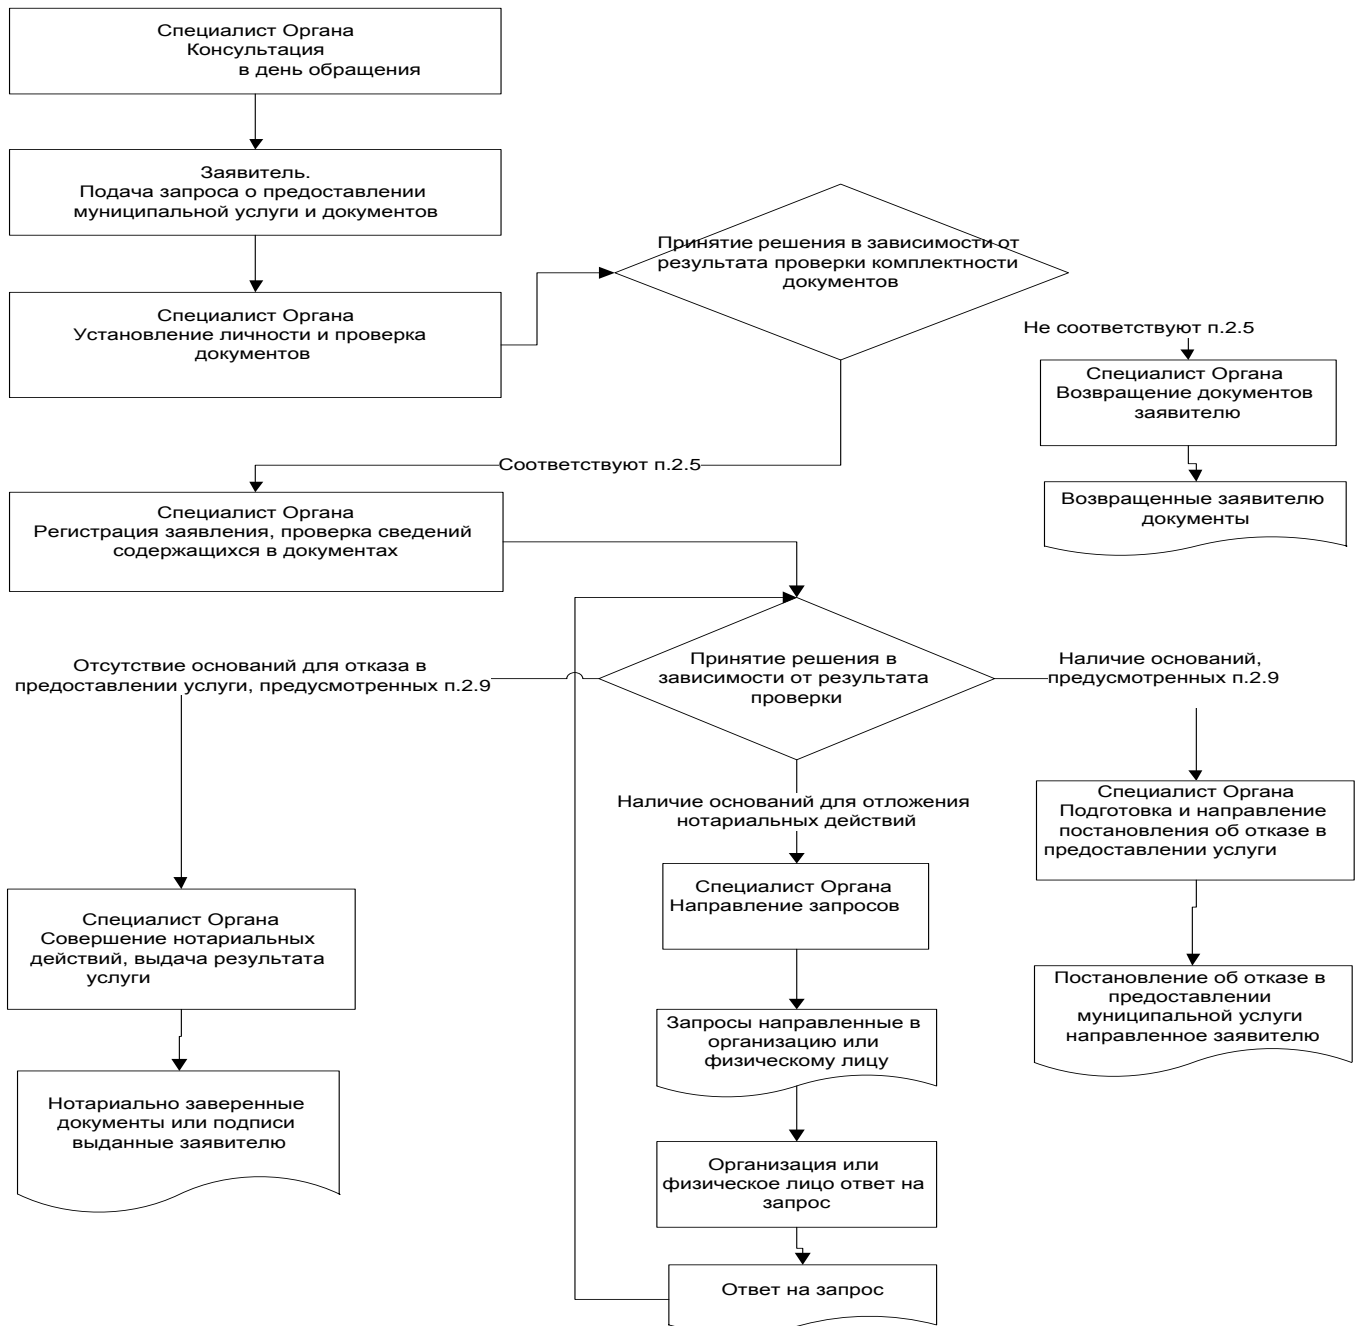 Специалист Органа
Консультация
в день обращения
Заявитель.
Подача запроса о предоставлении
муниципальной услуги и документов
Специалист Органа
Установление личности и проверка
документов
Принятие решения в зависимости от
результата проверки комплектности
документов
Не соответствуют п.2.5
Специалист Органа
Возвращение документов
заявителю
Возвращенные заявителю
документы
Соответствуют п.2.5
Специалист Органа
Регистрация заявления, проверка сведений
содержащихся в документах
Принятие решения в
зависимости от результата
проверки
Отсутствие оснований для отказа в
предоставлении услуги, предусмотренных п.2.9
Наличие оснований,
предусмотренных п.2.9
Наличие оснований для отложения
нотариальных действий
Специалист Органа
Подготовка и направление
постановления об отказе в
предоставлении услуги
Специалист Органа
Направление запросов
Специалист Органа
Совершение нотариальных
действий, выдача результата
услуги
Постановление об отказе в
предоставлении
муниципальной услуги
направленное заявителю
Запросы направленные в
организацию или
физическому лицу
Нотариально заверенные
документы или подписи
выданные заявителю
Организация или
физическое лицо ответ на
запрос
Ответ на запрос